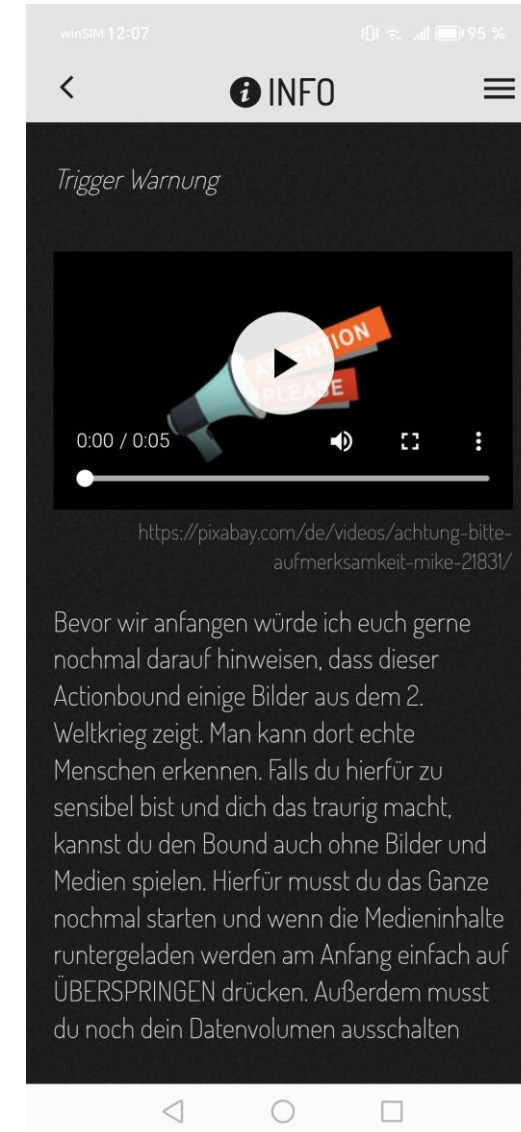 winSIM 12:07
95 %
INFO
Trigger Warnung
ATTENTION
PLEASE
0:00 / 0:05
https://pixabay.com/de/videos/achtung-bitte-
aufmerksamkeit-mike-21831/
Bevor wir anfangen würde ich euch gerne
nochmal darauf hinweisen, dass dieser
Actionbound einige Bilder aus dem 2.
Weltkrieg zeigt. Man kann dort echte
Menschen erkennen. Falls du hierfür zu
sensibel bist und dich das traurig macht,
kannst du den Bound auch ohne Bilder und
Medien spielen. Hierfür musst du das Ganze
nochmal starten und wenn die Medieninhalte
runtergeladen werden am Anfang einfach auf
ÜBERSPRINGEN drücken. Außerdem musst
du noch dein Datenvolumen ausschalten